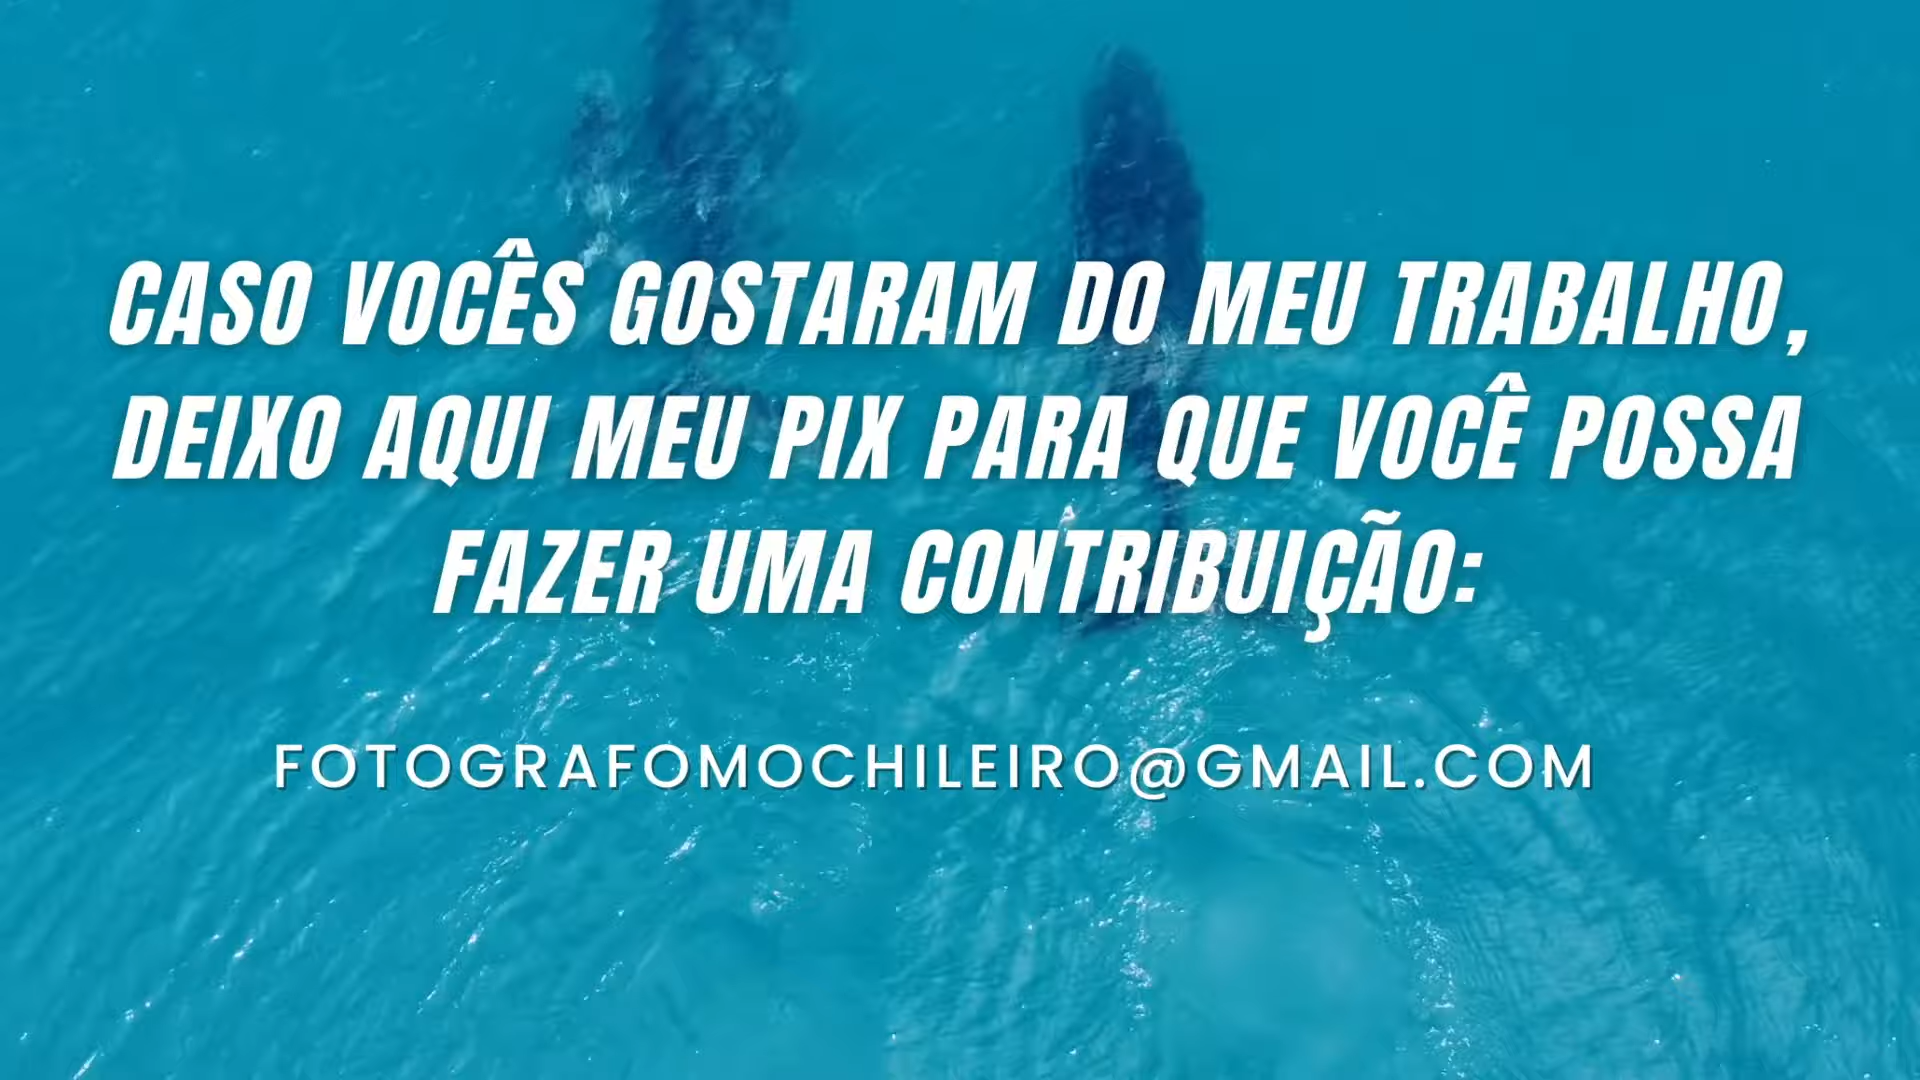 CASO VOCÊS GOSTARAM DO MEU TRABALHO,
DEIXO AQUI MEU PIX PARA QUE VOCÊ POSSA
FAZER UMA CONTRIBUIÇÃO:
FOTOGRAFOMOCHILEIRO@GMAIL.COM